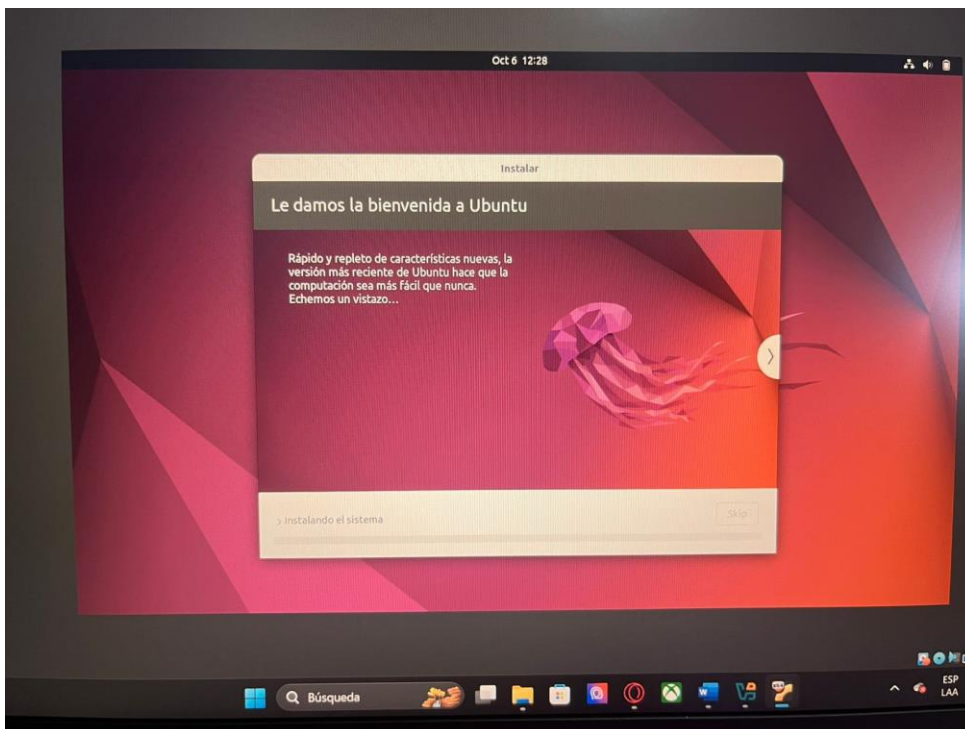 Oct 6 12:28
Instalar
Le damos la bienvenida a Ubuntu
Rápido y repleto de características nuevas, la
versión más reciente de Ubuntu hace que la
computación sea más fácil que nunca.
Echemos un vistazo...
> Instalando el sistema
Skip
Búsqueda
ESP
LAA